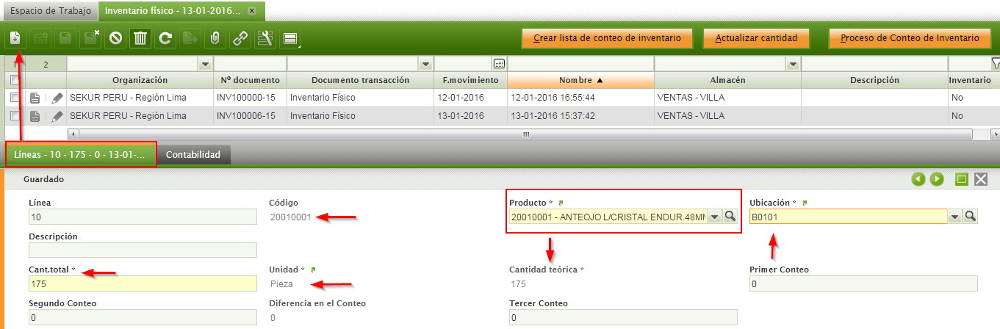 Espacio de Trabajo
Inventario físico - 13-01-2016... x
Crear lista de conteo de inventario
Actualizar cantidad
Proceso de Conteo de Inventario
1 2
Organización Nº documento Documento transacción F.movimiento Nombre ▲ Almacén Descripción Inventario
SEKUR PERU - Región Lima INV100000-15 Inventario Físico 12-01-2016 12-01-2016 16:55:44 VENTAS - VILLA No
SEKUR PERU - Región Lima INV100006-15 Inventario Físico 13-01-2016 13-01-2016 15:37:42 VENTAS - VILLA No
Líneas - 10 - 175 - 0 - 13-01-...
Contabilidad
Guardado
Línea Código Producto * Ubicación *
10 20010001 20010001 - ANTEOJO L/CRISTAL ENDUR.48MM B0101
Descripción
Cant.total * Unidad * Cantidad teórica * Primer Conteo
175 Pieza 175 0
Segundo Conteo Diferencia en el Conteo Tercer Conteo
0 0 0